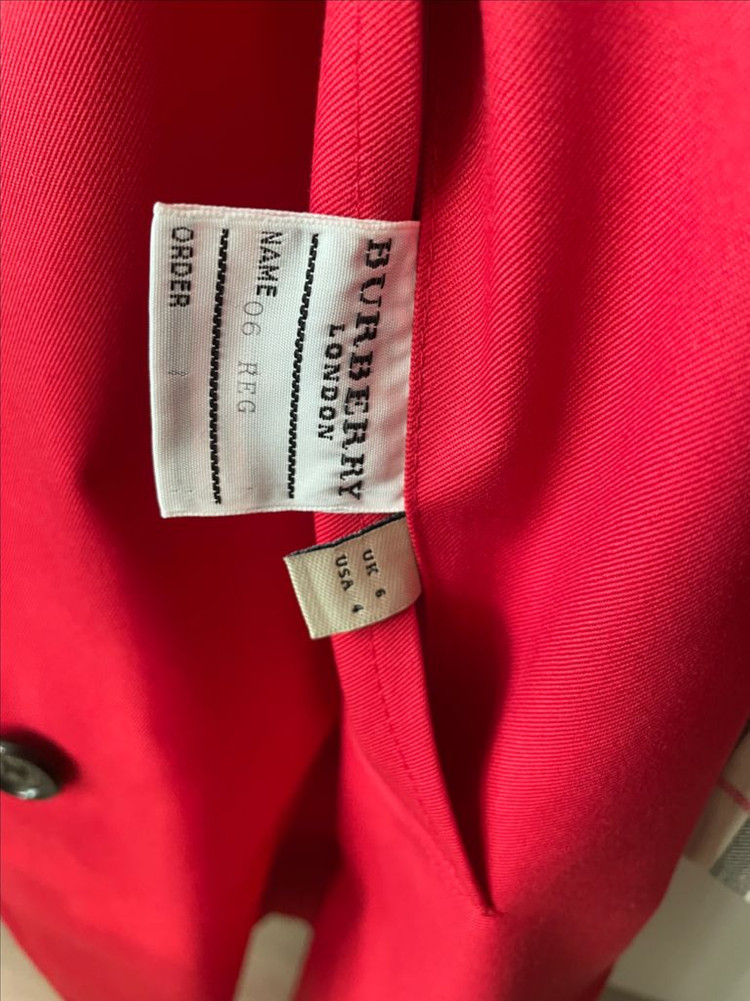 BURBERRY
LONDON
NAME 06 REG
ORDER
UK 6
USA 4